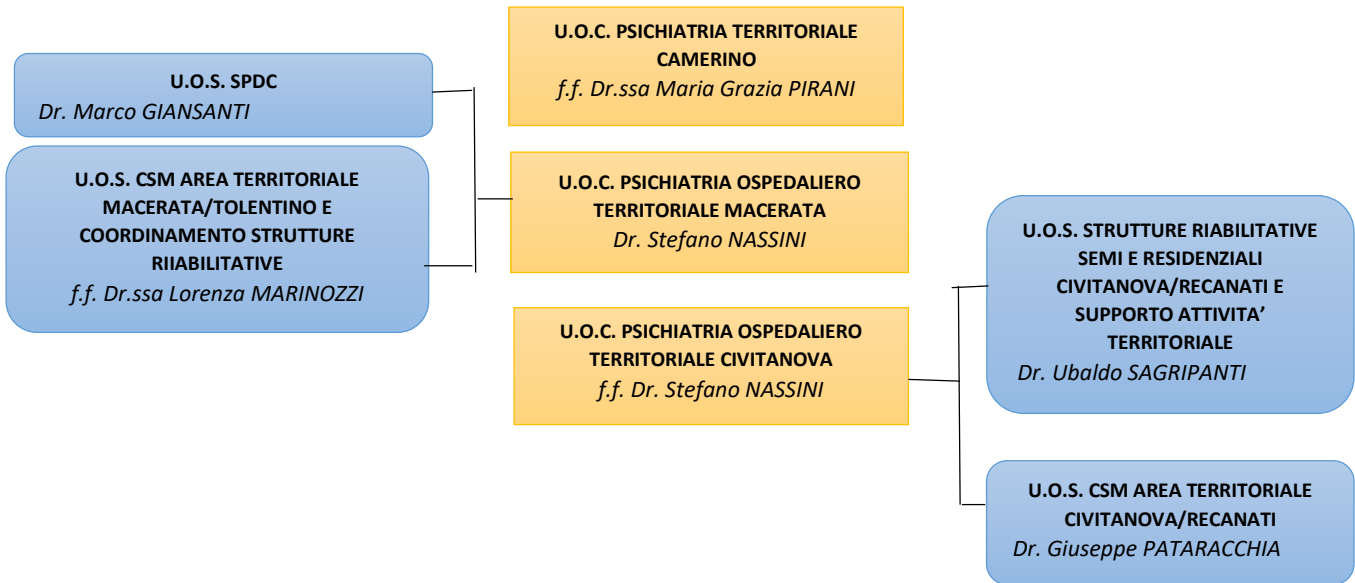 U.O.S. SPDC
Dr. Marco GIANSANTI
U.O.S. CSM AREA TERRITORIALE
MACERATA/TOLENTINO E
COORDINAMENTO STRUTTURE
RIIABILITATIVE
f.f. Dr.ssa Lorenza MARINOZZI
U.O.C. PSICHIATRIA TERRITORIALE
CAMERINO
f.f. Dr.ssa Maria Grazia PIRANI
U.O.C. PSICHIATRIA OSPEDALIERO
TERRITORIALE MACERATA
Dr. Stefano NASSINI
U.O.C. PSICHIATRIA OSPEDALIERO
TERRITORIALE CIVITANOVA
f.f. Dr. Stefano NASSINI
U.O.S. STRUTTURE RIABILITATIVE
SEMI E RESIDENZIALI
CIVITANOVA/RECANATI E
SUPPORTO ATTIVITA’
TERRITORIALE
Dr. Ubaldo SAGRIPANTI
U.O.S. CSM AREA TERRITORIALE
CIVITANOVA/RECANATI
Dr. Giuseppe PATARACCHIA